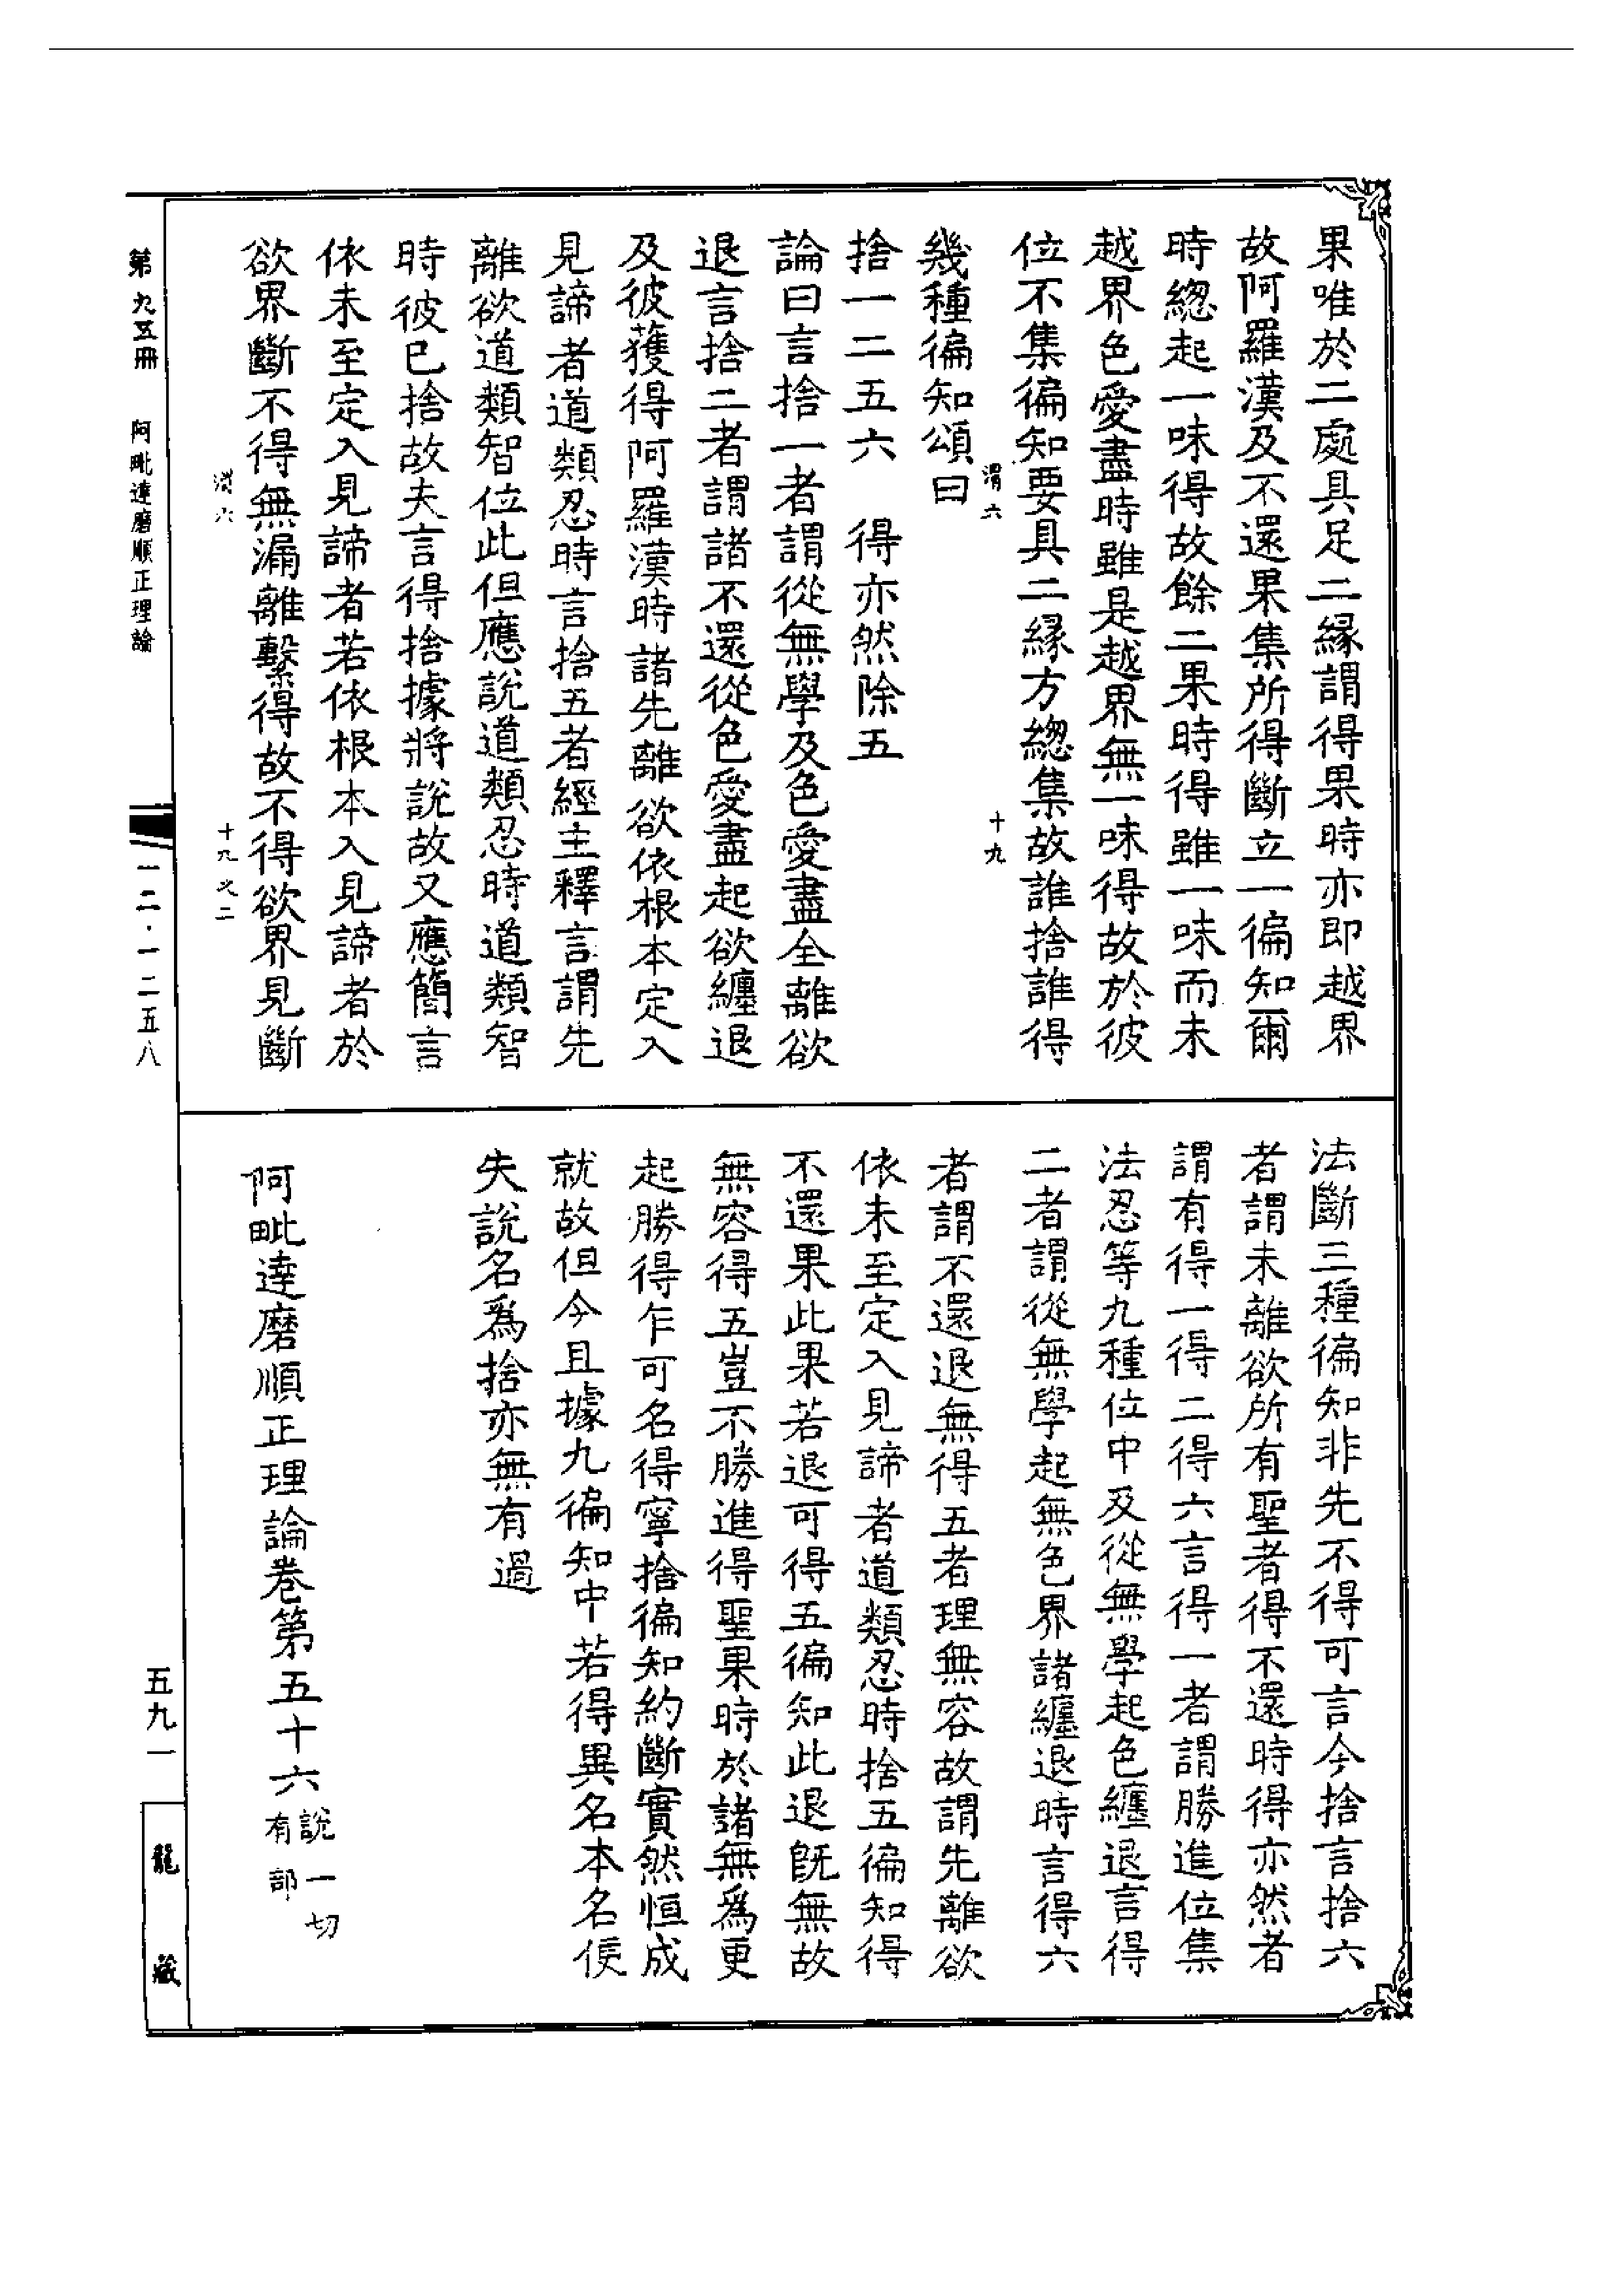 果唯於二處具足二緣謂得果時亦即越界
故阿羅漢及不還果集所得斷立一徧知爾
時總起一味得故餘二果時得雖一味而未
越界色愛盡時雖是越界無一味得故於彼
位不集徧知要具二緣方總集故誰捨誰得
渭六 十九
幾種徧知頌曰
捨一二五六 得亦然除五
論曰言捨一者謂從無學及色愛盡全離欲
退言捨二者謂諸不還從色愛盡起欲纏退
及彼獲得阿羅漢時諸先離欲依根本定入
見諦者道類忍時言捨五者經主釋言謂先
離欲道類智位此但應說道類忍時道類智
時彼已捨故夫言得捨據將說故又應簡言
依未至定入見諦者若依根本入見諦者於
欲界斷不得無漏離繫得故不得欲界見斷
渭六 十九之二
法斷三種徧知非先不得可言今捨言捨六
者謂未離欲所有聖者得不還時得亦然者
謂有得一得二得六言得一者謂勝進位集
法忍等九種位中及從無學起色纏退言得
二者謂從無學起無色界諸纏退時言得六
者謂不還退無得五者理無容故謂先離欲
依未至定入見諦者道類忍時捨五徧知得
不還果此果若退可得五徧知此退既無故
無容得五豈不勝進得聖果時於諸無為更
起勝得乍可名得寧捨徧知約斷實然恒成
就故但今且據九徧知中若得異名本名便
失說名為捨亦無有過
阿毗達磨順正理論卷第五十六說一切有部
第九五冊 阿毗達磨順正理論
一二·一二五八
五九一
龍藏